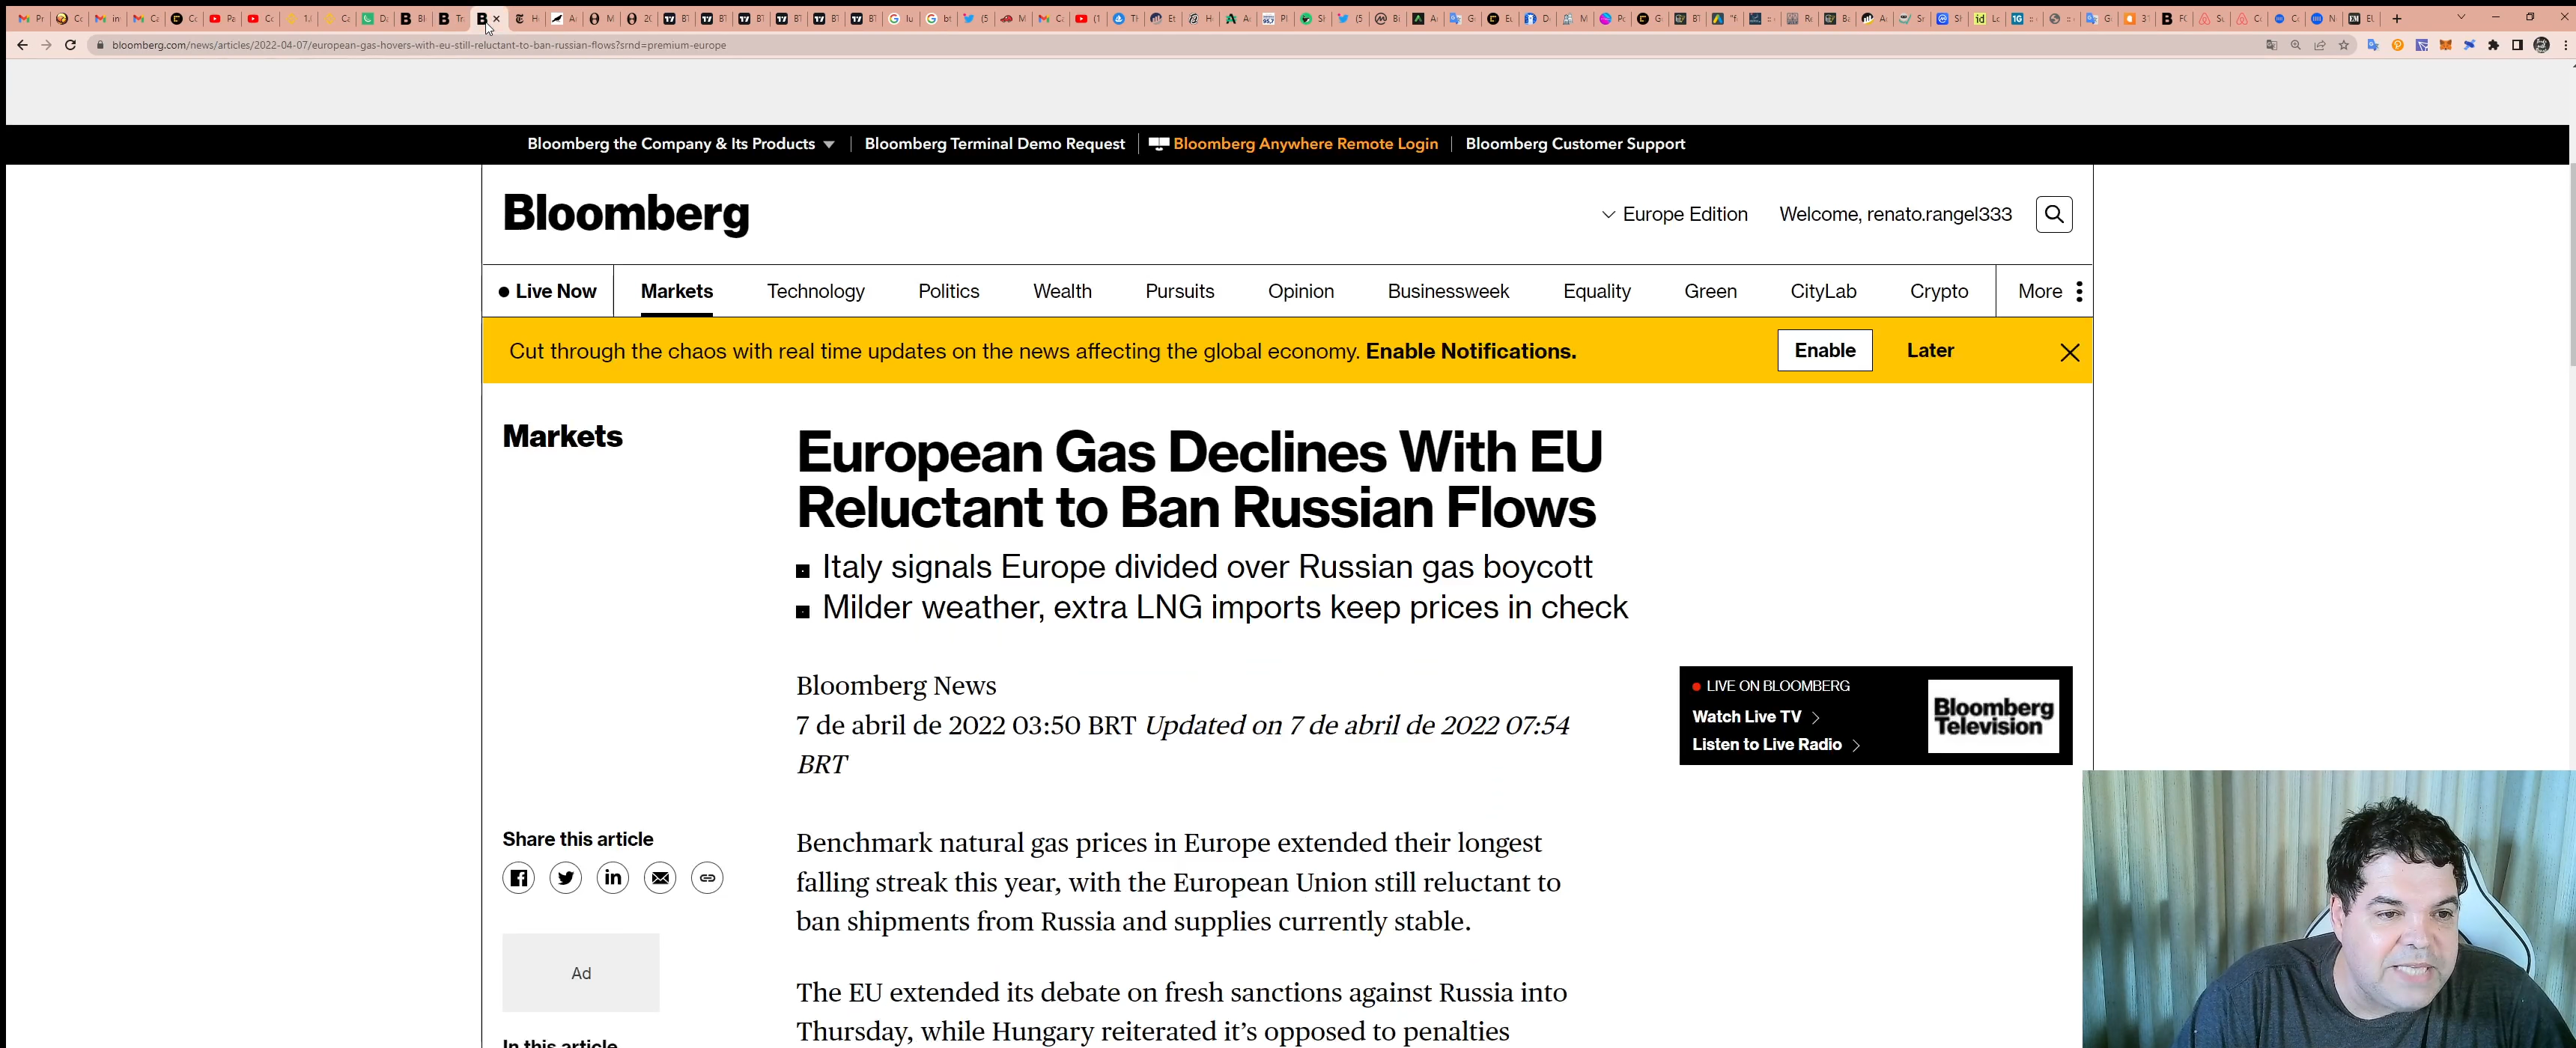 bloomberg.com/news/articles/2022-04-07/european-gas-hovers-with-eu-still-reluctant-to-ban-russian-flows?srnd=premium-europe
Bloomberg the Company & Its Products
Bloomberg Terminal Demo Request
Bloomberg Anywhere Remote Login
Bloomberg Customer Support
Bloomberg
Europe Edition
Welcome, renato.rangel333
Live Now
Markets
Technology
Politics
Wealth
Pursuits
Opinion
Businessweek
Equality
Green
CityLab
Crypto
More
Cut through the chaos with real time updates on the news affecting the global economy. Enable Notifications.
Enable
Later
Markets
European Gas Declines With EU
Reluctant to Ban Russian Flows
Italy signals Europe divided over Russian gas boycott
Milder weather, extra LNG imports keep prices in check
Bloomberg News
7 de abril de 2022 03:50 BRT Updated on 7 de abril de 2022 07:54
BRT
LIVE ON BLOOMBERG
Watch Live TV
Listen to Live Radio
Bloomberg
Television
Share this article
Ad
In this article
Benchmark natural gas prices in Europe extended their longest
falling streak this year, with the European Union still reluctant to
ban shipments from Russia and supplies currently stable.
The EU extended its debate on fresh sanctions against Russia into
Thursday, while Hungary reiterated it's opposed to penalties